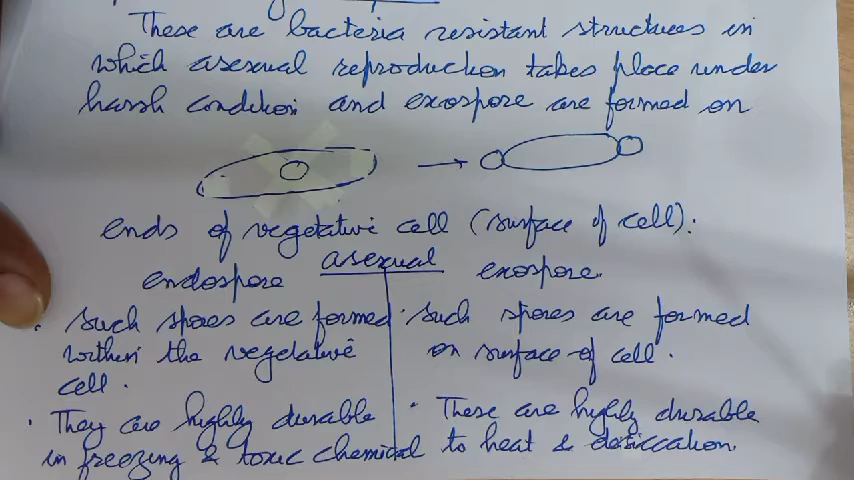 These are bacteria resistant structures in
which asexual reproduction takes place under
harsh condition and exospore are formed on
ends of vegetative cell (surface of cell).
asexual
endospore exospore.
. Such spores are formed . Such spores are formed
within the vegetative on surface of cell.
cell.
. They are highly durable . These are highly durable
in freezing & toxic chemical to heat & desiccation.